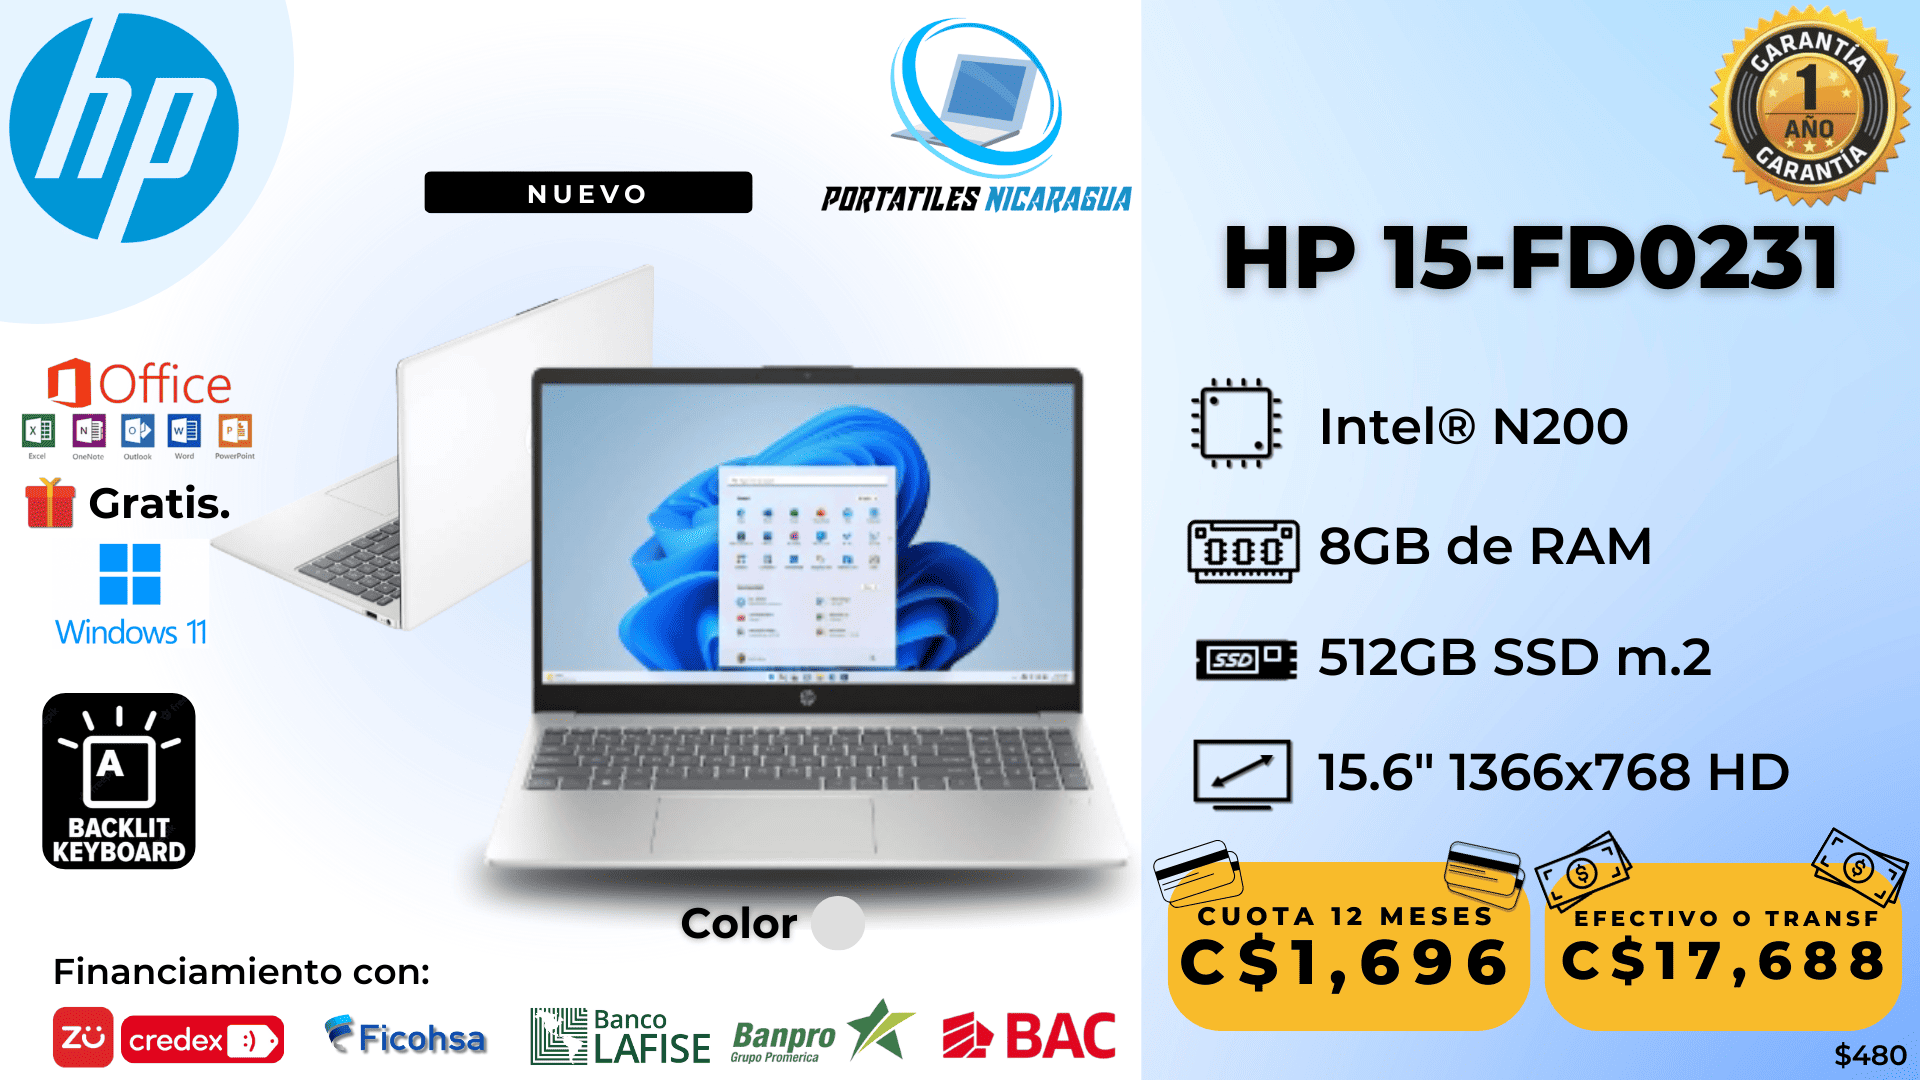 hp
NUEVO
PORTATILES NICARAGUA
GARANTÍA
1
AÑO
GARANTÍA
HP 15-FD0231
Office
Excel OneNote Outlook Word PowerPoint
Gratis.
Windows 11
A
BACKLIT
KEYBOARD
Intel® N200
8GB de RAM
SSD
512GB SSD m.2
15.6" 1366x768 HD
Color
CUOTA 12 MESES
C$1,696
EFECTIVO O TRANSF
C$17,688
Financiamiento con:
zü
credex :)
Ficohsa
Banco
LAFISE
Banpro
Grupo Promerica
BAC
$480